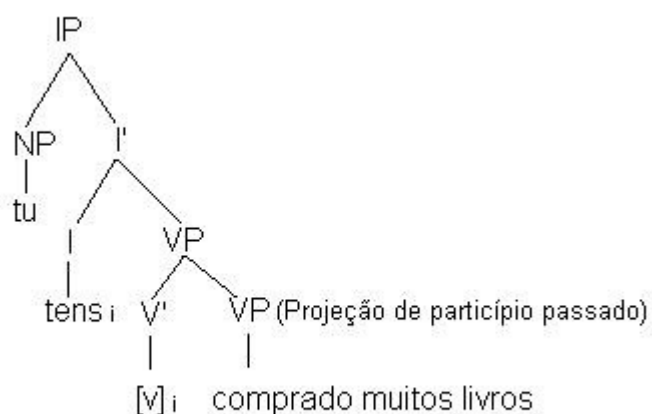 IP
NP I'
tu I VP
tens i V' VP (Projeção de particípio passado)
[v] i comprado muitos livros